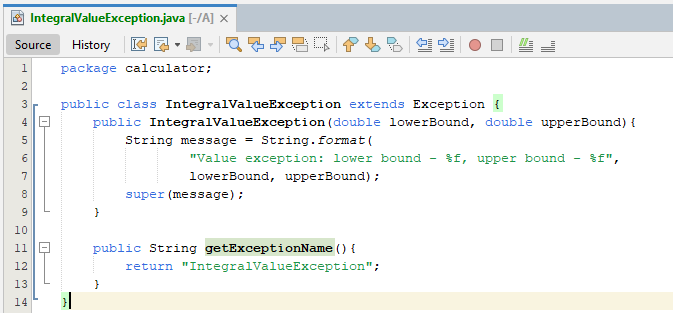 IntegralValueException.java [-/A]
Source History
1 package calculator;
2
3 public class IntegralValueException extends Exception {
4     public IntegralValueException(double lowerBound, double upperBound){
5         String message = String.format(
6                 "Value exception: lower bound - %f, upper bound - %f",
7                 lowerBound, upperBound);
8         super(message);
9     }
10
11     public String getExceptionName(){
12         return "IntegralValueException";
13     }
14 }